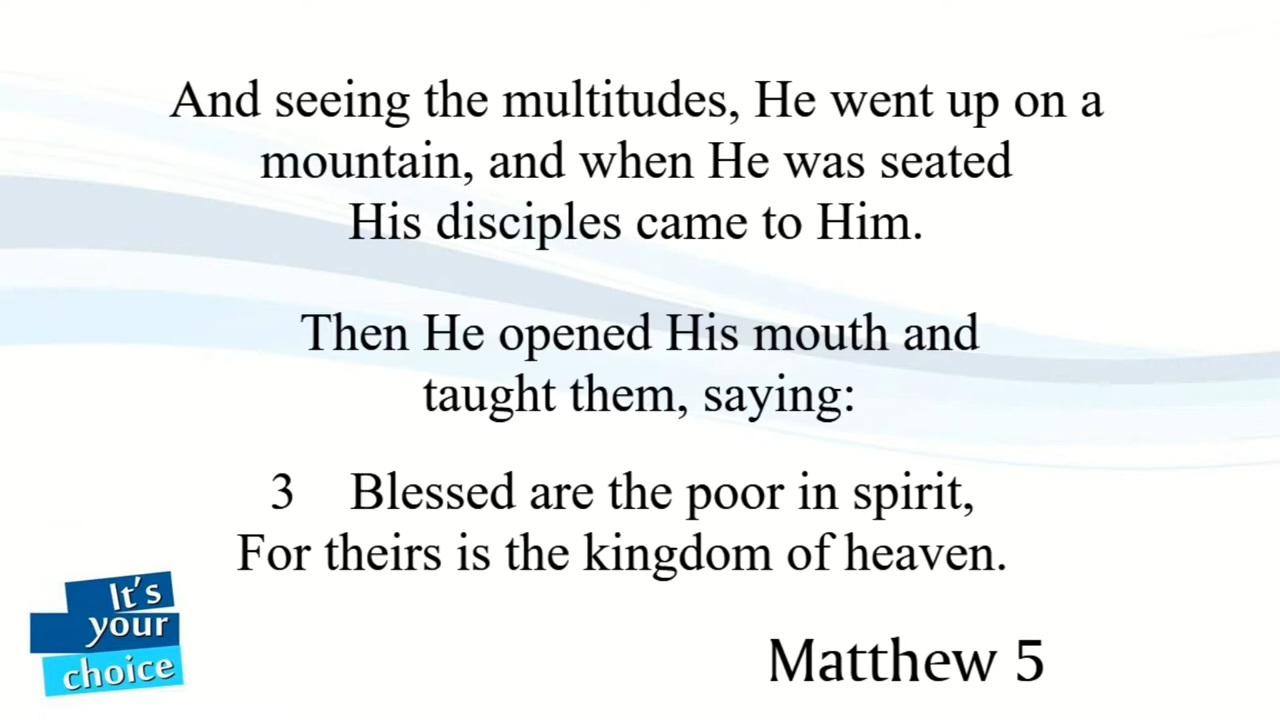 And seeing the multitudes, He went up on a
mountain, and when He was seated
His disciples came to Him.
Then He opened His mouth and
taught them, saying:
3 Blessed are the poor in spirit,
For theirs is the kingdom of heaven.
It's
your
choice
Matthew 5